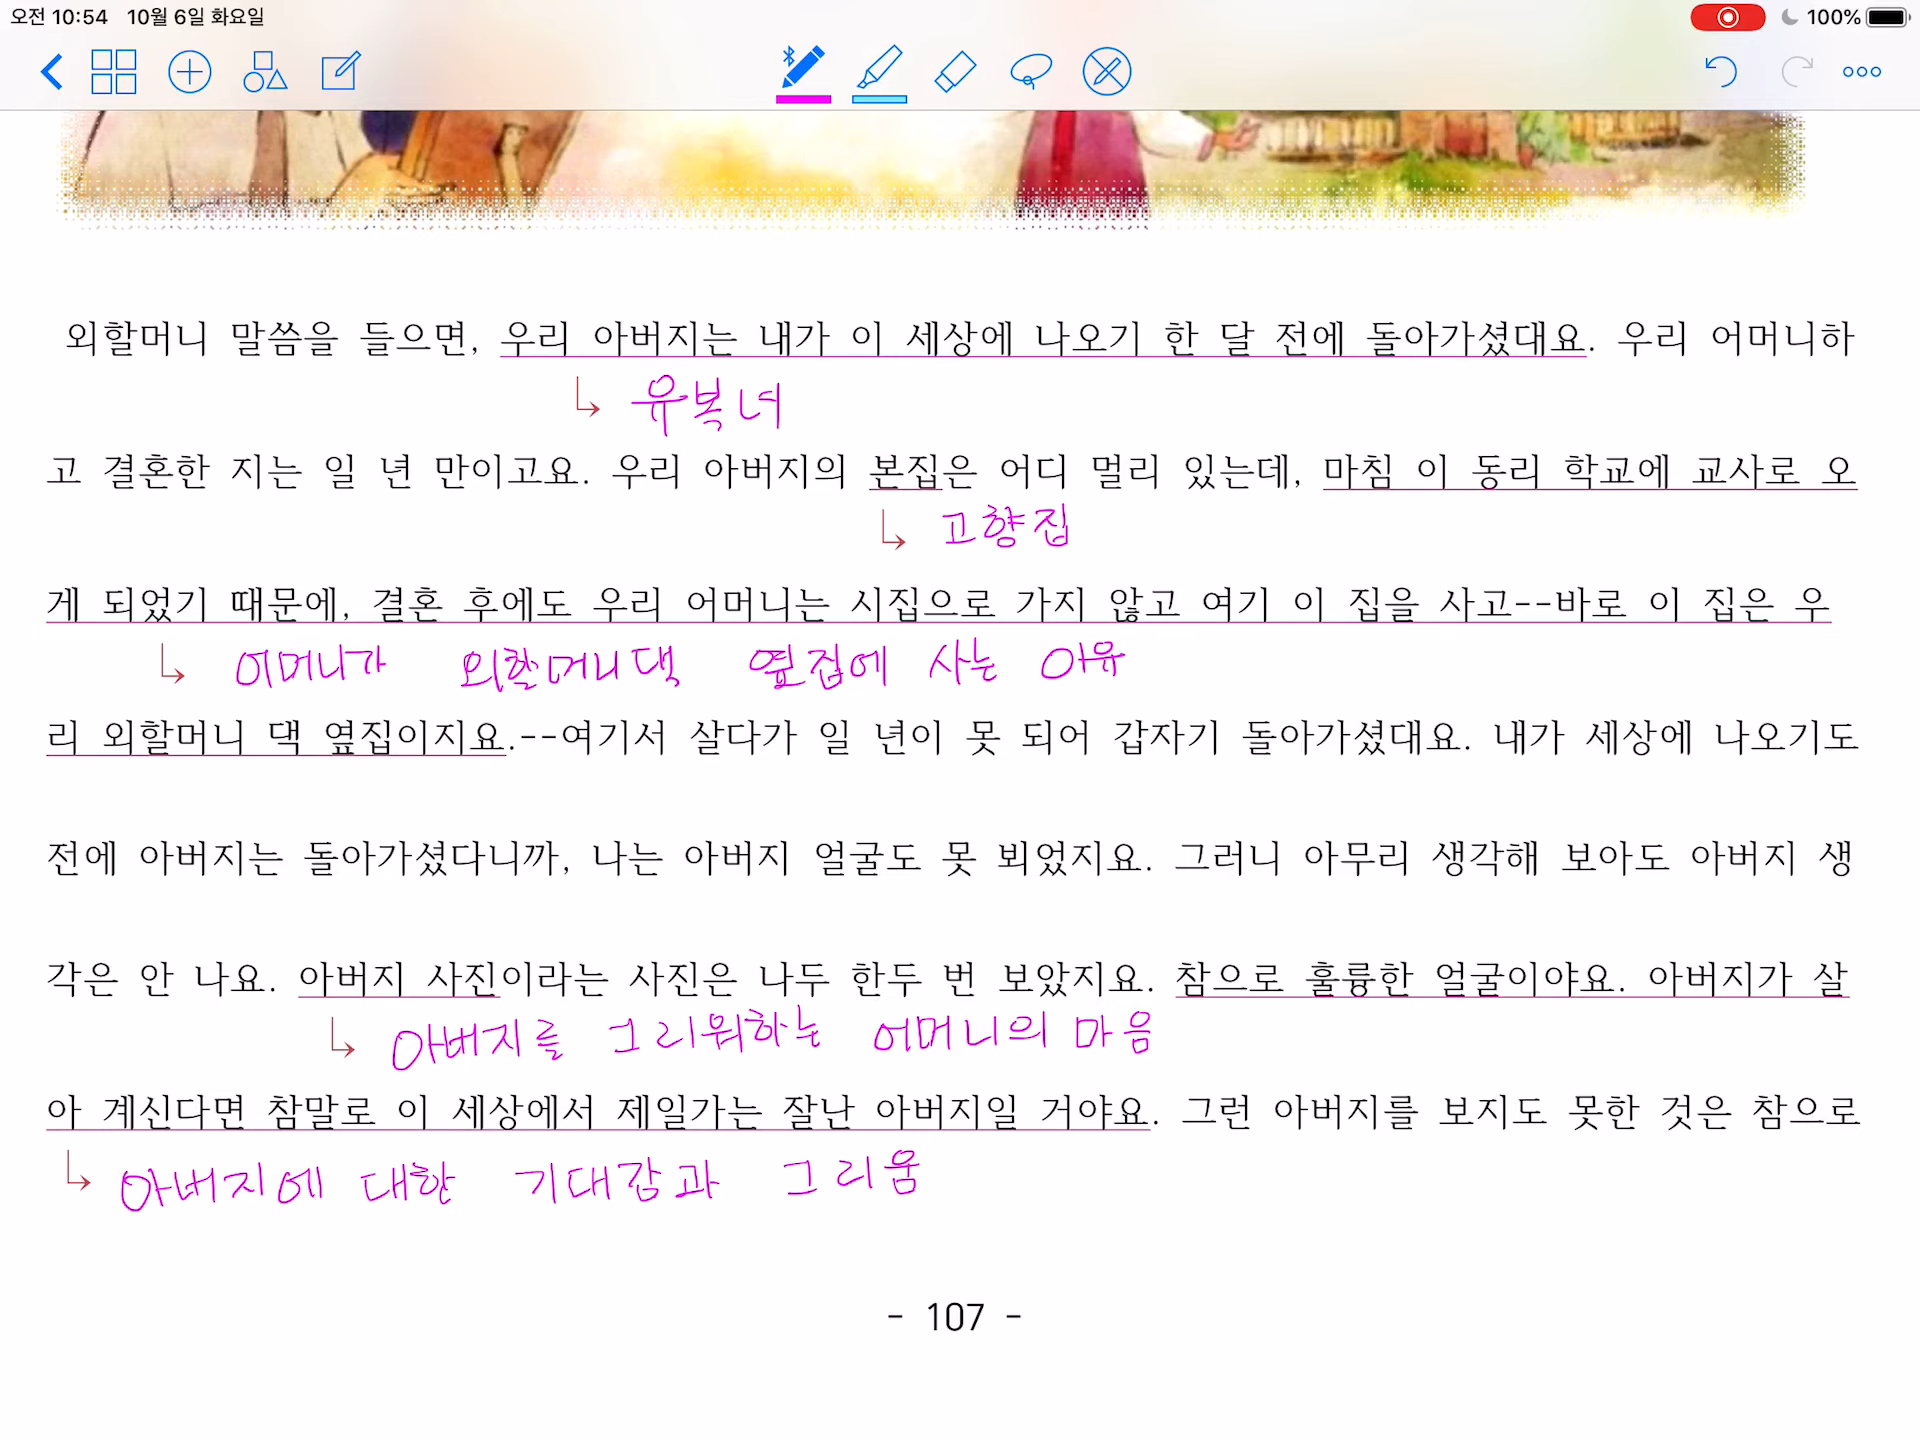 오전 10:54 10월 6일 화요일 100%
외할머니 말씀을 들으면, 우리 아버지는 내가 이 세상에 나오기 한 달 전에 돌아가셨대요. 우리 어머니하
유복녀
고 결혼한 지는 일 년 만이고요. 우리 아버지의 본집은 어디 멀리 있는데, 마침 이 동리 학교에 교사로 오
고향집
게 되었기 때문에, 결혼 후에도 우리 어머니는 시집으로 가지 않고 여기 이 집을 사고--바로 이 집은 우
어머니가 외할머니댁 옆집에 사는 이유
리 외할머니 댁 옆집이지요.--여기서 살다가 일 년이 못 되어 갑자기 돌아가셨대요. 내가 세상에 나오기도
전에 아버지는 돌아가셨다니까, 나는 아버지 얼굴도 못 뵈었지요. 그러니 아무리 생각해 보아도 아버지 생
각은 안 나요. 아버지 사진이라는 사진은 나두 한두 번 보았지요. 참으로 훌륭한 얼굴이야요. 아버지가 살
아버지를 그리워하는 어머니의 마음
아 계신다면 참말로 이 세상에서 제일가는 잘난 아버지일 거야요. 그런 아버지를 보지도 못한 것은 참으로
아버지에 대한 기대감과 그리움
- 107 -